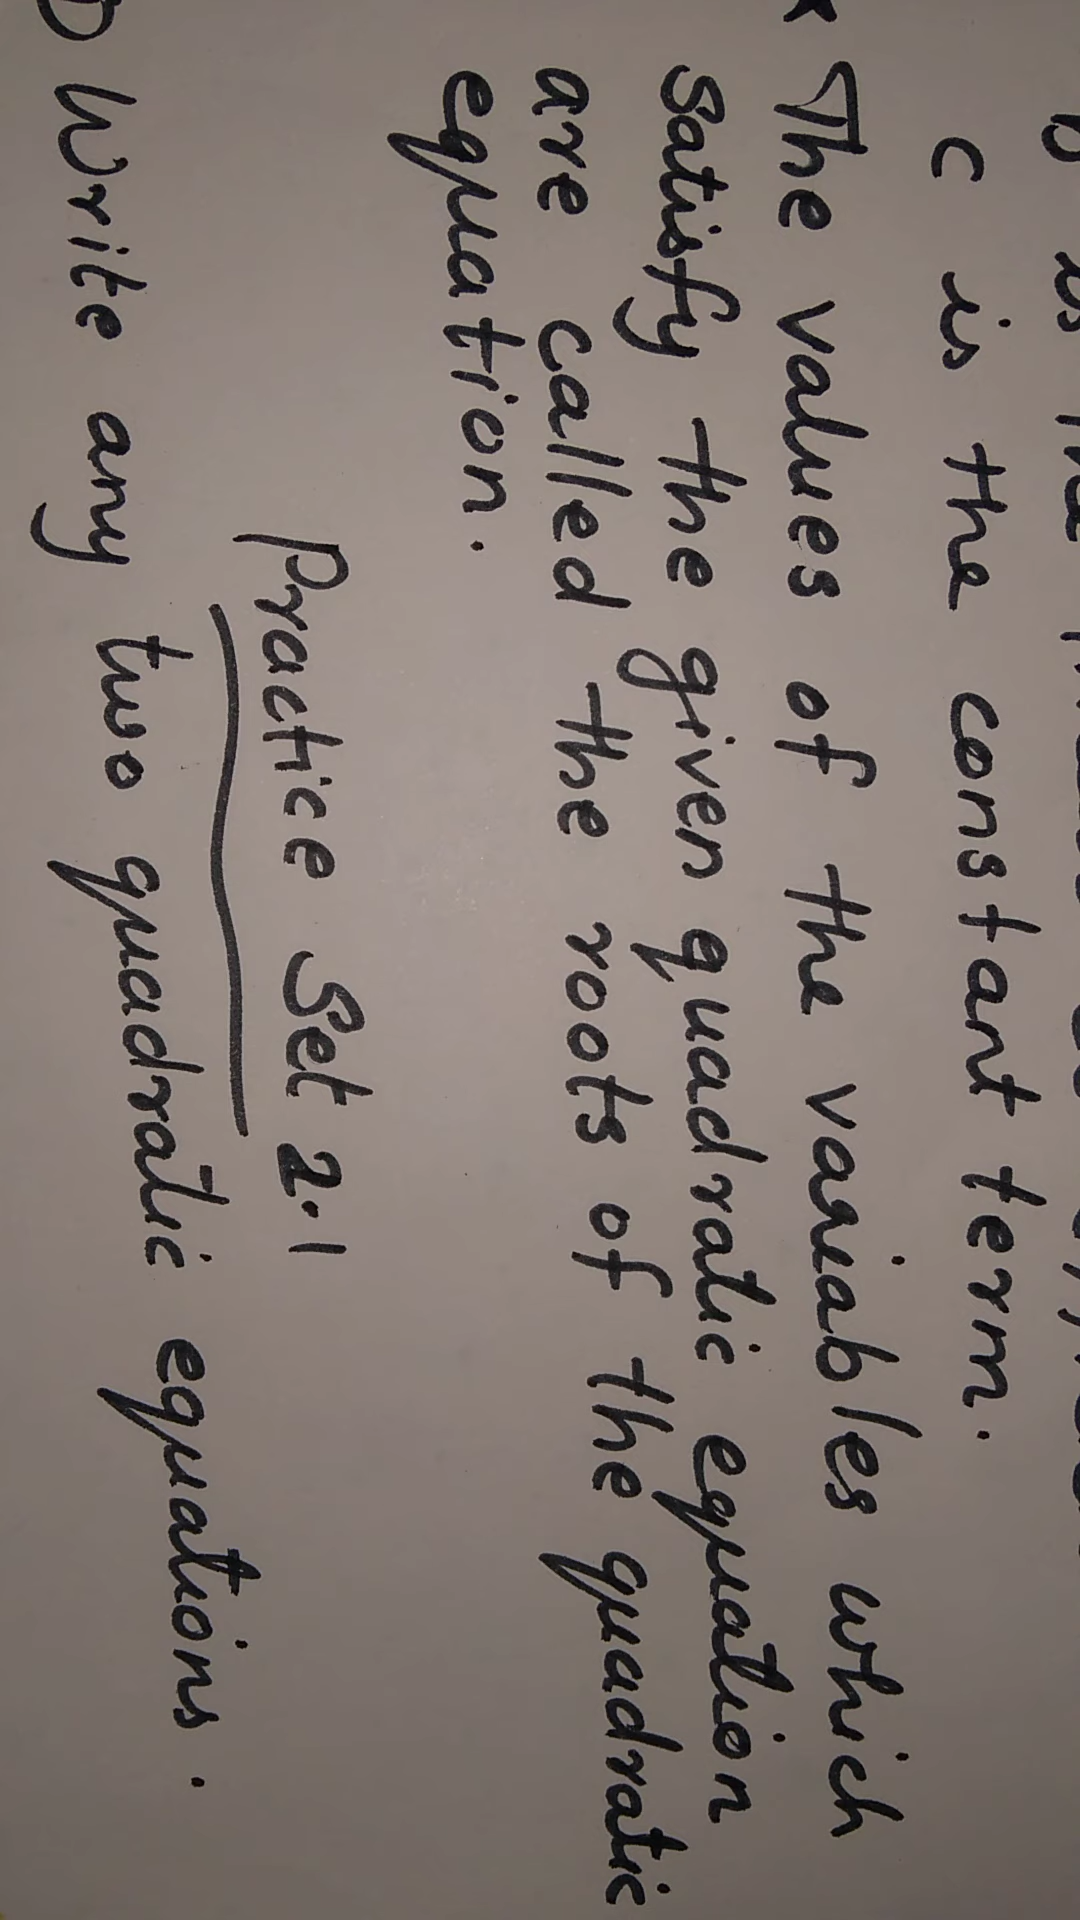 c is the constant term.
The values of the variables which
satisfy the given quadratic equation
are called the roots of the quadratic
equation.
Practice Set 2.1
Write any two quadratic equations.